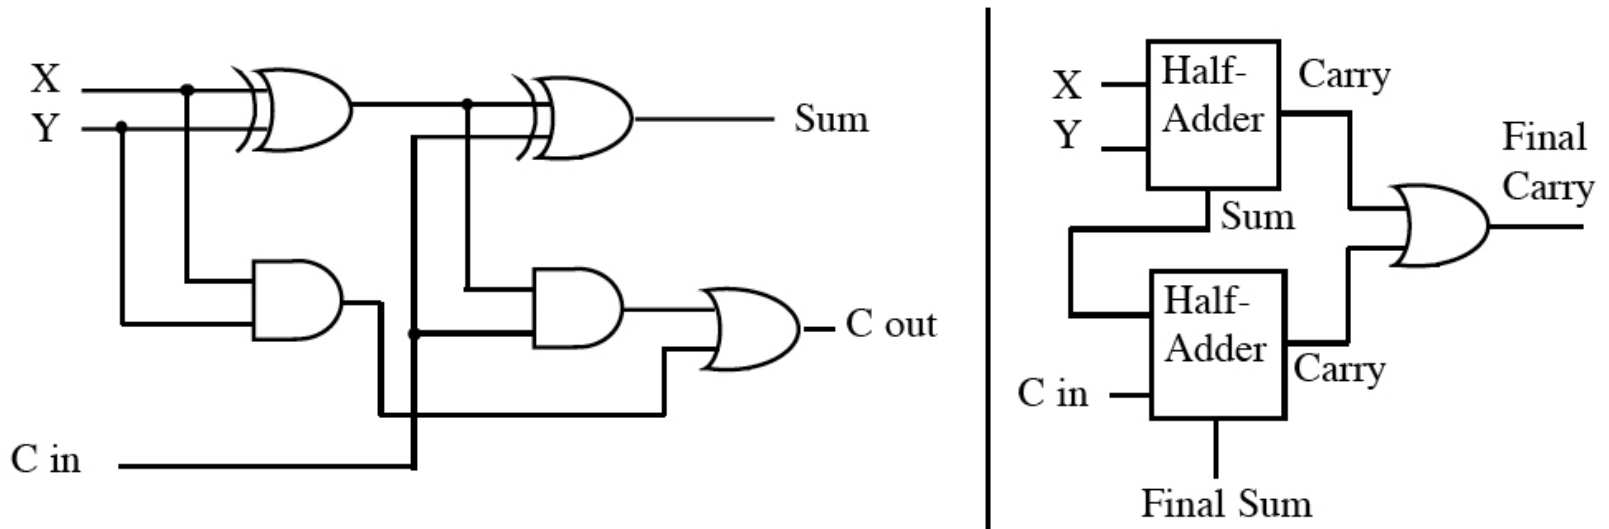 X
Y
Sum
C out
C in
X
Y
Half-
Adder
Carry
Sum
Final
Carry
Half-
Adder
Carry
C in
Final Sum